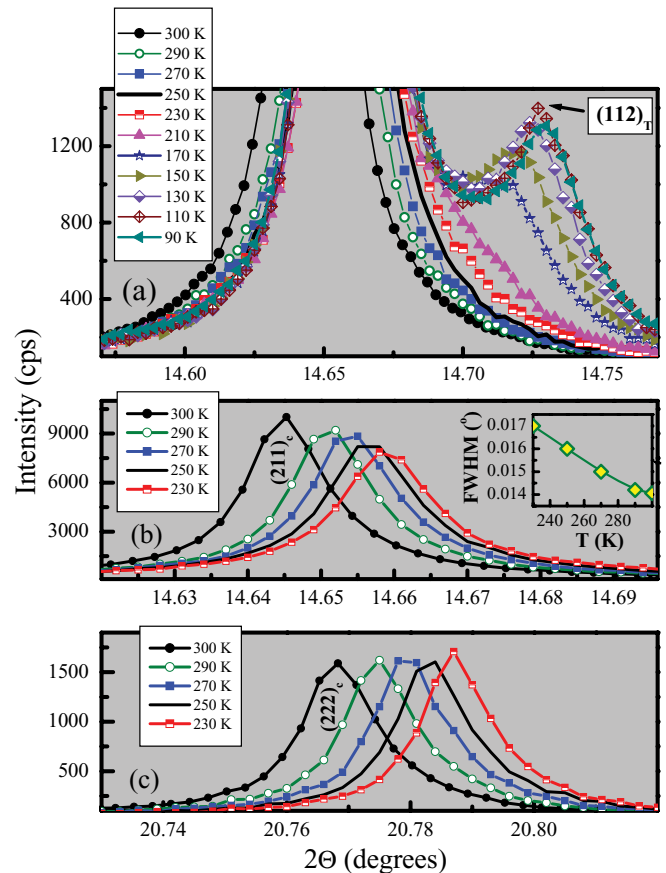 300 K
290 K
270 K
250 K
230 K
210 K
170 K
150 K
130 K
110 K
90 K
(112)T
1200
800
400
(a)
14.60
14.65
14.70
14.75
Intensity (cps)
300 K
290 K
270 K
250 K
230 K
9000
6000
3000
(211)c
(b)
FWHM (°)
0.017
0.016
0.015
0.014
240
260
280
T (K)
14.63
14.64
14.65
14.66
14.67
14.68
14.69
300 K
290 K
270 K
250 K
230 K
1500
1000
500
(222)c
(c)
20.74
20.76
20.78
20.80
2Θ (degrees)